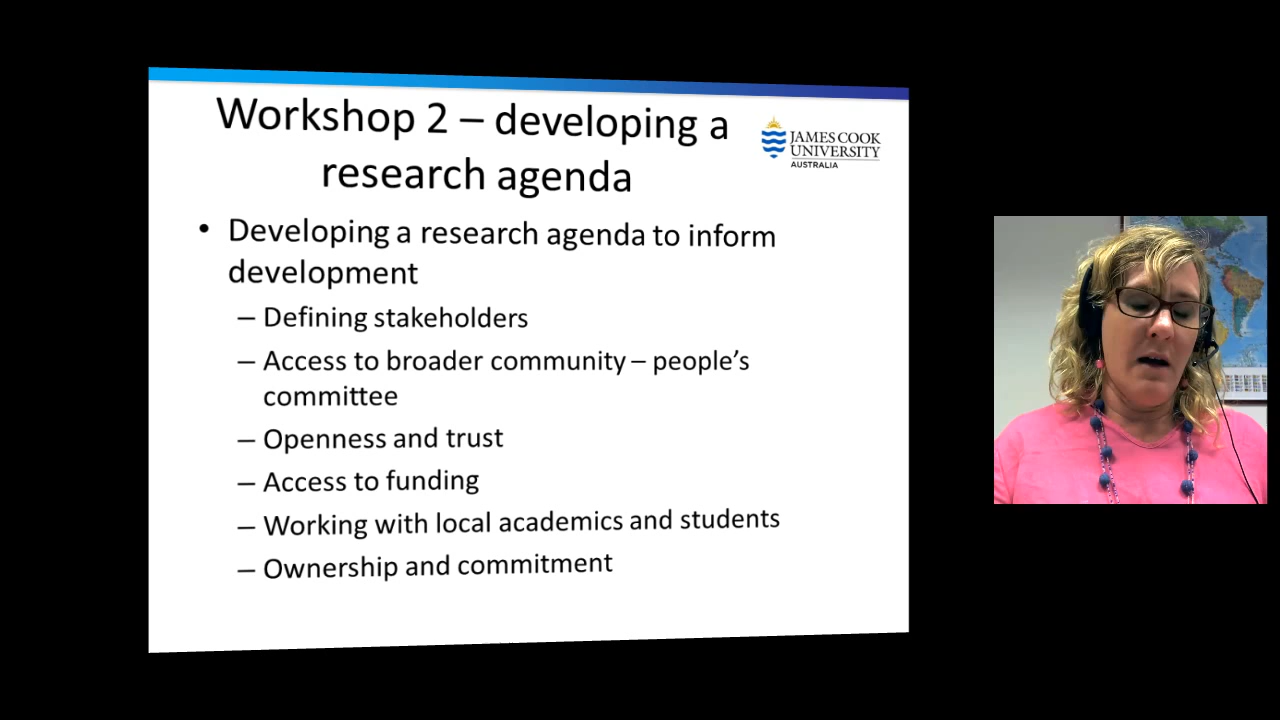 Workshop 2 – developing a
research agenda
JAMES COOK
UNIVERSITY
AUSTRALIA
• Developing a research agenda to inform
development
– Defining stakeholders
– Access to broader community – people’s
committee
– Openness and trust
– Access to funding
– Working with local academics and students
– Ownership and commitment